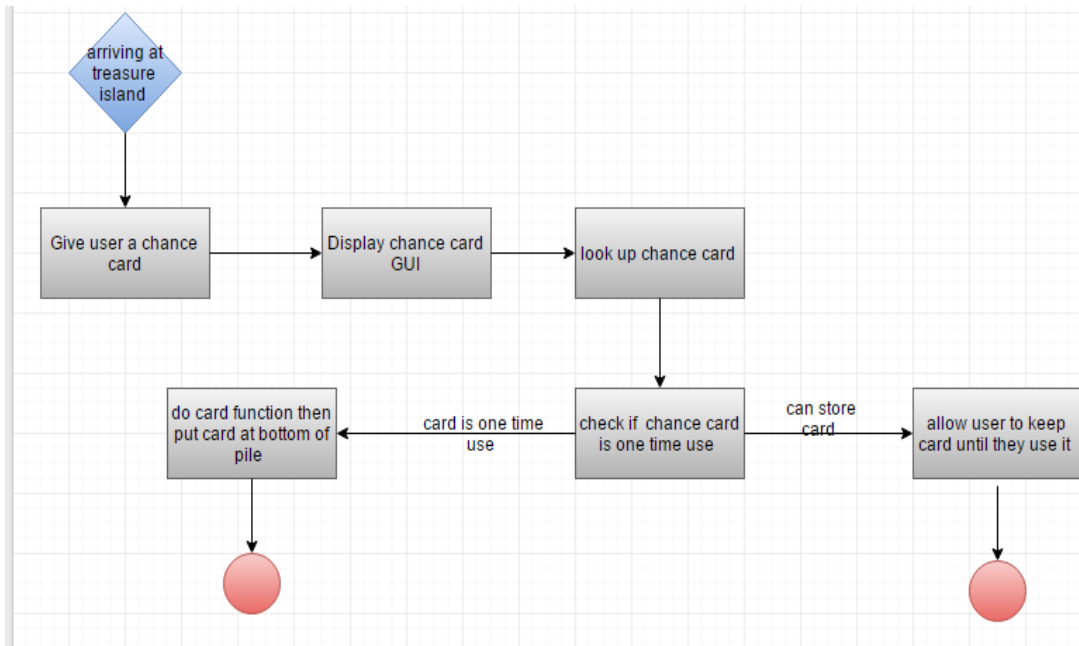 arriving at
treasure
island
Give user a chance
card
Display chance card
GUI
look up chance card
do card function then
put card at bottom of
pile
card is one time
use
check if  chance card
is one time use
can store
card
allow user to keep
card until they use it